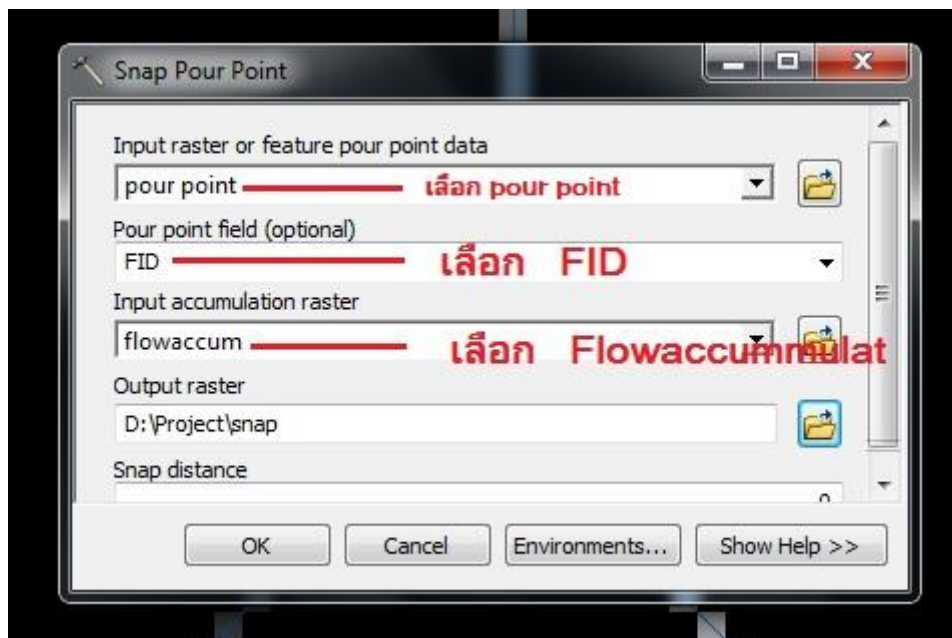 Snap Pour Point
Input raster or feature pour point data
pour point เลือก pour point
Pour point field (optional)
FID เลือก FID
Input accumulation raster
flowaccum เลือก Flowaccummulat
Output raster
D:\Project\snap
Snap distance
OK Cancel Environments... Show Help >>